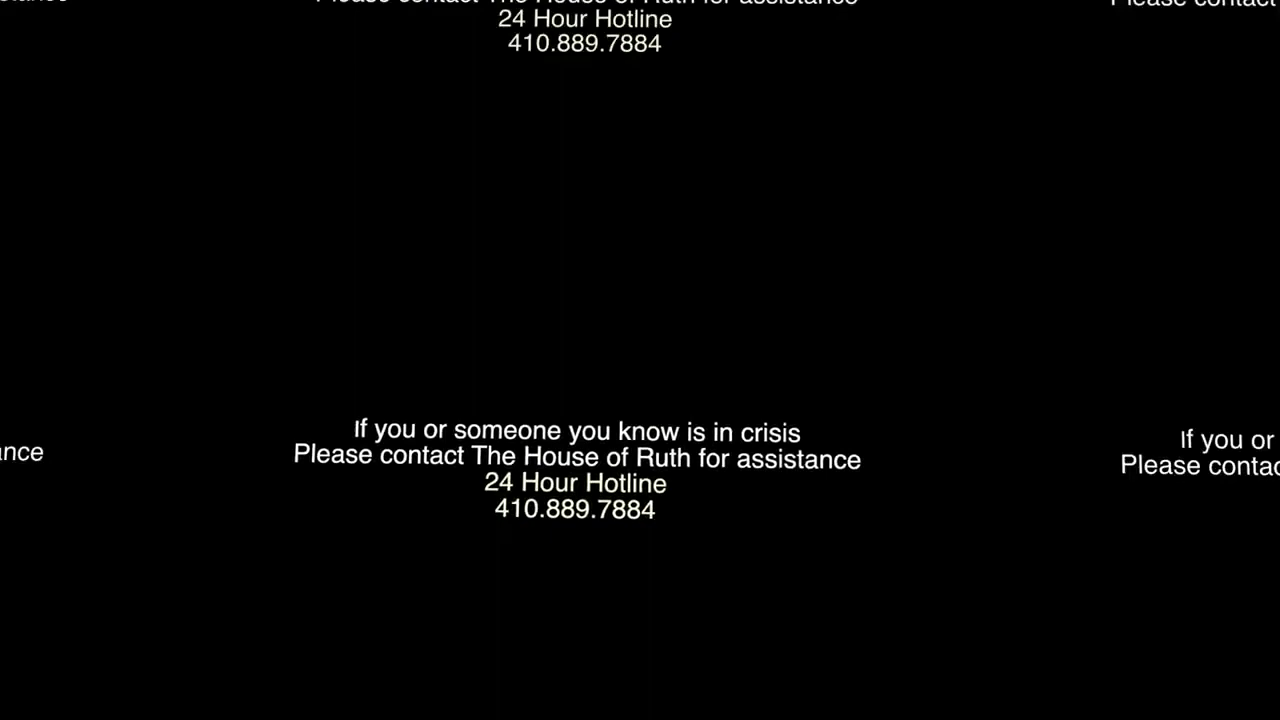 Please contact The House of Ruth for assistance
Please contact
24 Hour Hotline
410.889.7884
If you or someone you know is in crisis
If you or
Please contact The House of Ruth for assistance
24 Hour Hotline
410.889.7884